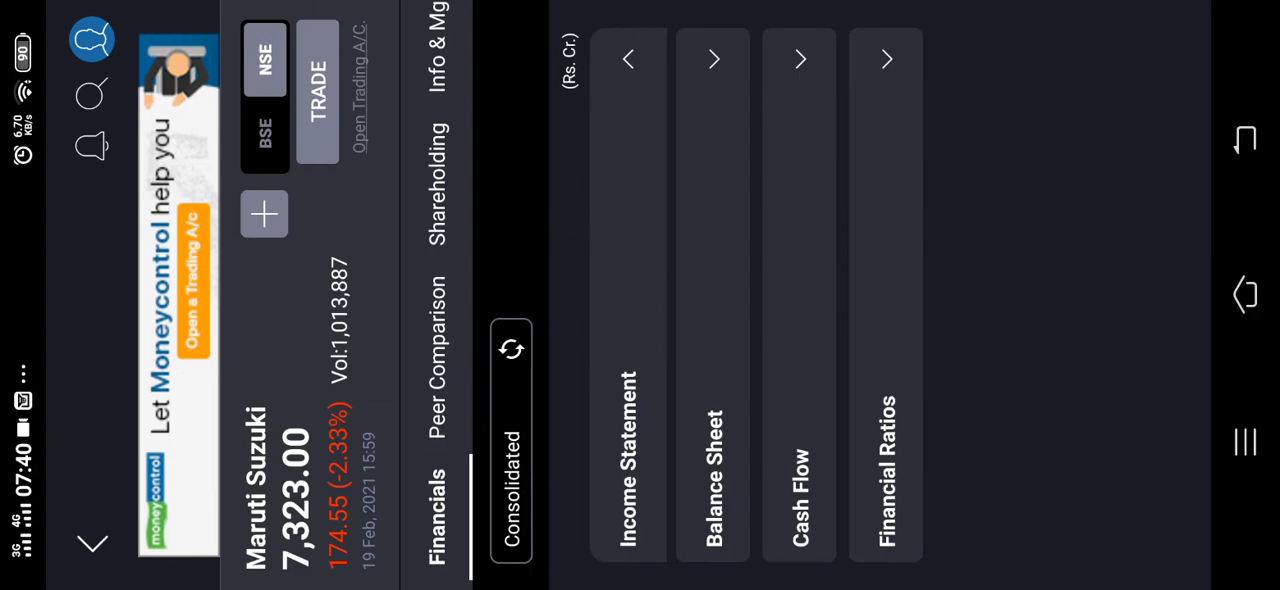 3G 4G 07:40 ... 6.70 KB/s 90
moneycontrol
Let Moneycontrol help you
Open a Trading A/c
Maruti Suzuki
BSE NSE
7,323.00
TRADE
174.55 (-2.33%) Vol:1,013,887
19 Feb, 2021 15:59
Open Trading A/C.
Financials Peer Comparison Shareholding Info & Mg
Consolidated
(Rs. Cr.)
Income Statement
Balance Sheet
Cash Flow
Financial Ratios